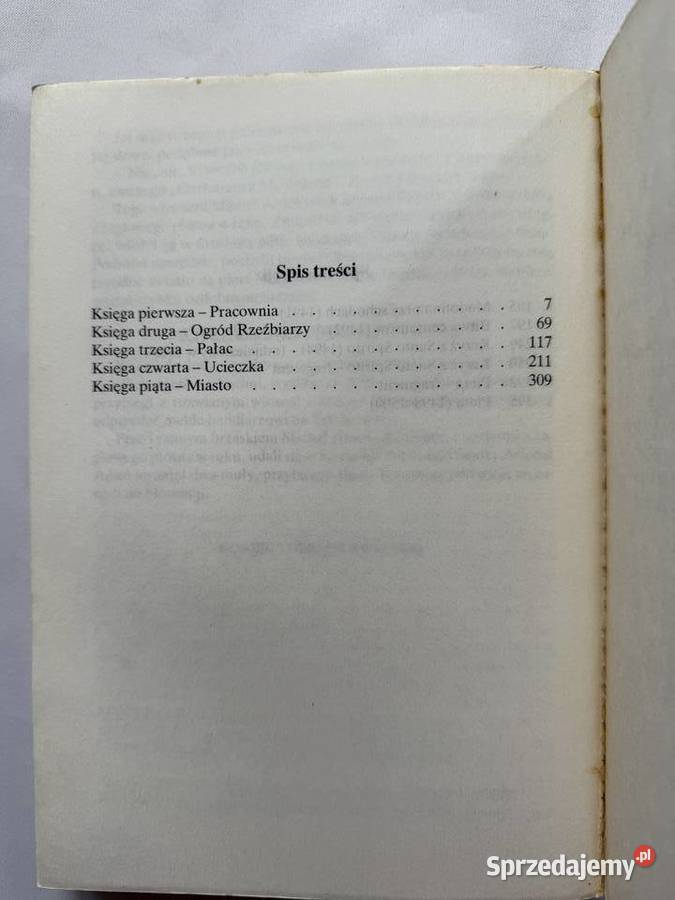 Spis treści
Księga pierwsza – Pracownia . . . . . . . . . . . . . . . 7
Księga druga – Ogród Rzeźbiarzy . . . . . . . . . . . . 69
Księga trzecia – Pałac . . . . . . . . . . . . . . . . . 117
Księga czwarta – Ucieczka . . . . . . . . . . . . . . . 211
Księga piąta – Miasto . . . . . . . . . . . . . . . . . 309
Sprzedajemy.pl